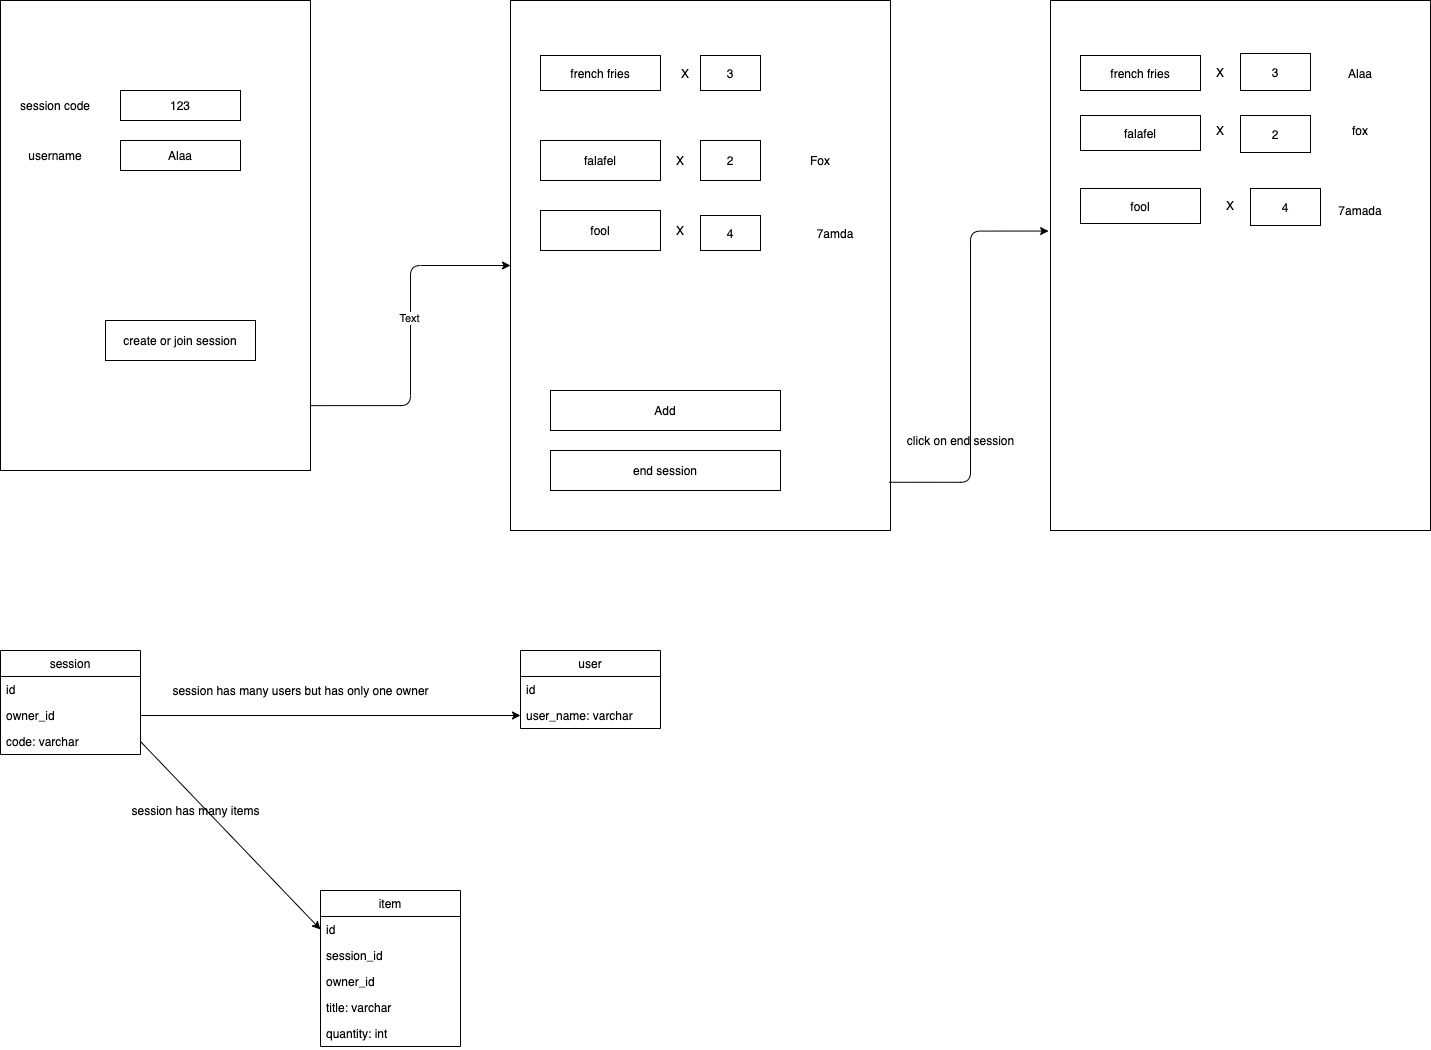 session code
123
username
Alaa
create or join session
Text
french fries X 3
falafel X 2 Fox
fool X 4 7amda
Add
end session
click on end session
french fries X 3 Alaa
falafel X 2 fox
fool X 4 7amada
session
id
owner_id
code: varchar
session has many users but has only one owner
user
id
user_name: varchar
session has many items
item
id
session_id
owner_id
title: varchar
quantity: int